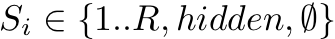 S_i ∈ {1..R, hidden, ∅}